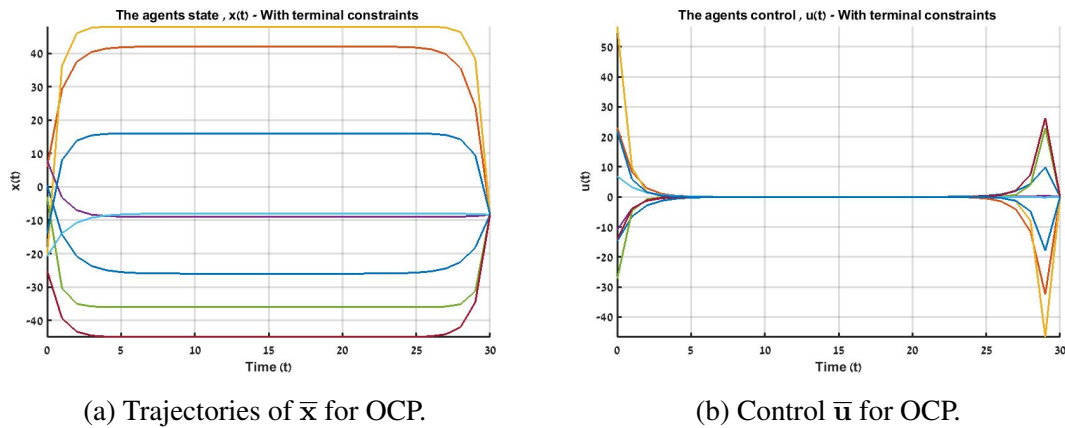 The agents state , x(t) - With terminal constraints
x(t)
40
30
20
10
0
-10
-20
-30
-40
0 5 10 15 20 25 30
Time (t)
(a) Trajectories of x̅ for OCP.
The agents control , u(t) - With terminal constraints
u(t)
50
40
30
20
10
0
-10
-20
-30
-40
0 5 10 15 20 25 30
Time (t)
(b) Control u̅ for OCP.